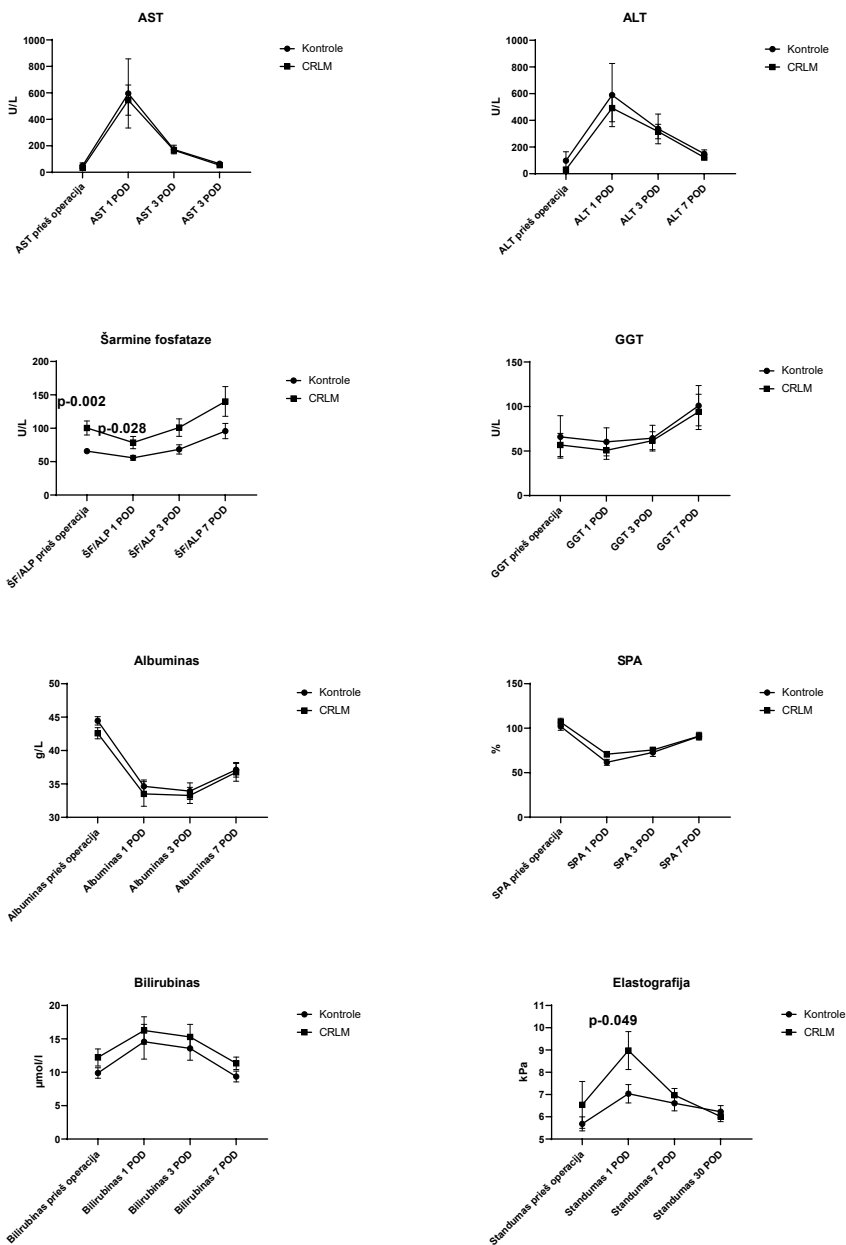 AST
1000
800
600
400
200
0
U/L
AST prieš operacija
AST 1 POD
AST 3 POD
AST 3 POD
Kontrole
CRLM
ALT
1000
800
600
400
200
0
U/L
ALT prieš operacija
ALT 1 POD
ALT 3 POD
ALT 7 POD
Kontrole
CRLM
Šarmine fosfataze
200
150
100
50
0
U/L
p-0.002
p-0.028
ŠF/ALP prieš operacija
ŠF/ALP 1 POD
ŠF/ALP 3 POD
ŠF/ALP 7 POD
Kontrole
CRLM
GGT
150
100
50
0
U/L
GGT prieš operacija
GGT 1 POD
GGT 3 POD
GGT 7 POD
Kontrole
CRLM
Albuminas
50
45
40
35
30
g/L
Albuminas prieš operacija
Albuminas 1 POD
Albuminas 3 POD
Albuminas 7 POD
Kontrole
CRLM
SPA
150
100
50
0
%
SPA prieš operacija
SPA 1 POD
SPA 3 POD
SPA 7 POD
Kontrole
CRLM
Bilirubinas
20
15
10
5
0
µmol/l
Bilirubinas prieš operacija
Bilirubinas 1 POD
Bilirubinas 3 POD
Bilirubinas 7 POD
Kontrole
CRLM
Elastografija
11
10
9
8
7
6
5
kPa
p-0.049
Standumas prieš operacija
Standumas 1 POD
Standumas 7 POD
Standumas 30 POD
Kontrole
CRLM